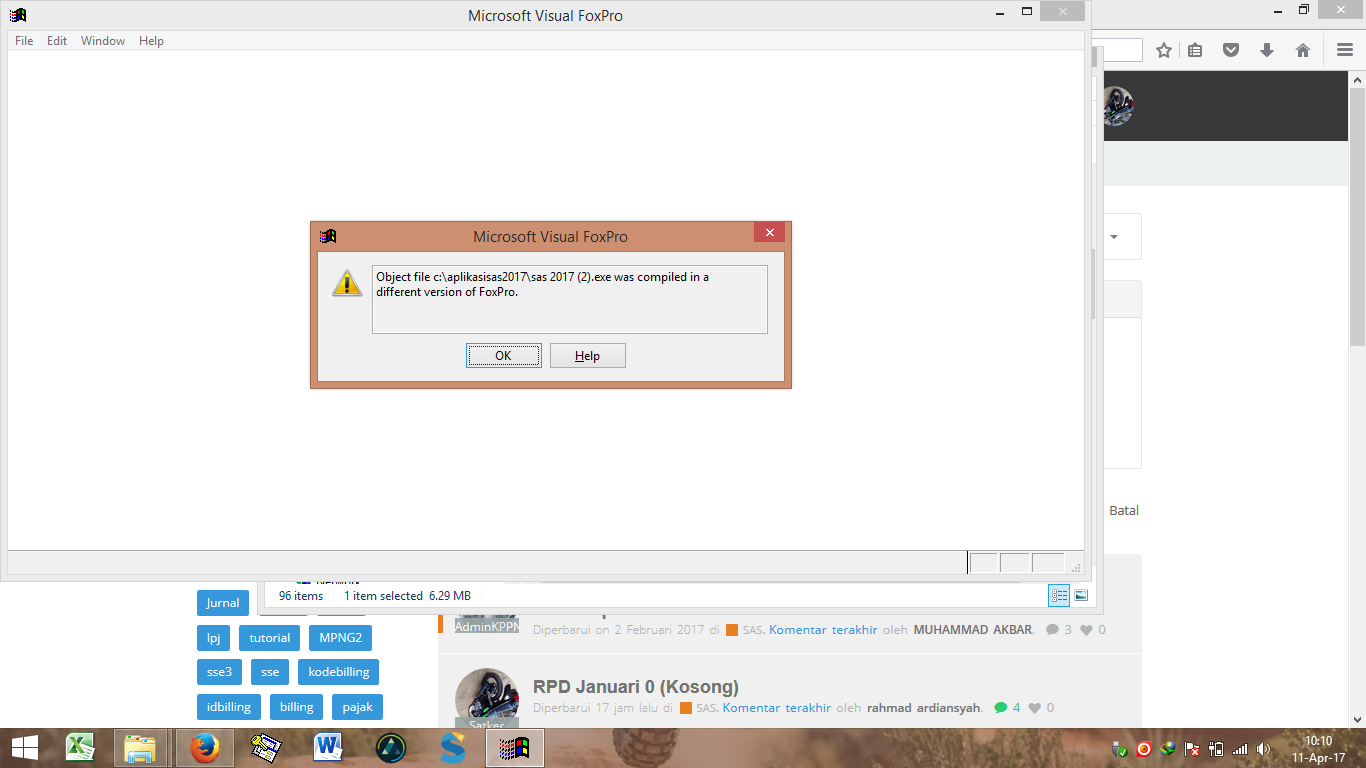 Microsoft Visual FoxPro
File Edit Window Help
Microsoft Visual FoxPro
Object file c:\aplikasisas2017\sas 2017 (2).exe was compiled in a
different version of FoxPro.
OK Help
Batal
96 items 1 item selected 6.29 MB
Jurnal
lpj tutorial MPNG2
sse3 sse kodebilling
idbilling billing pajak
AdminKPPN
Diperbarui on 2 Februari 2017 di SAS. Komentar terakhir oleh MUHAMMAD AKBAR. 3 0
RPD Januari 0 (Kosong)
Diperbarui 17 jam lalu di SAS. Komentar terakhir oleh rahmad ardiansyah. 4 0
Satker
10:10
11-Apr-17